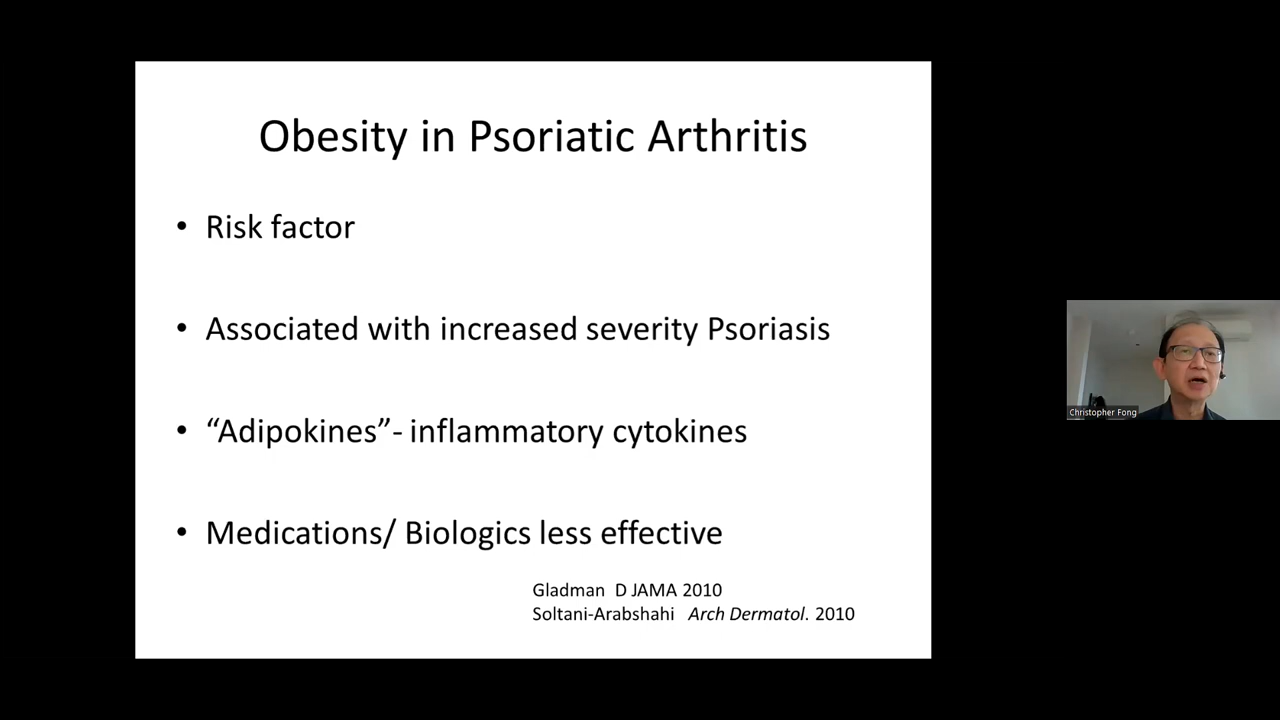 Obesity in Psoriatic Arthritis
• Risk factor
• Associated with increased severity Psoriasis
• “Adipokines”- inflammatory cytokines
• Medications/ Biologics less effective
Gladman D JAMA 2010
Soltani-Arabshahi Arch Dermatol. 2010
Christopher Fong